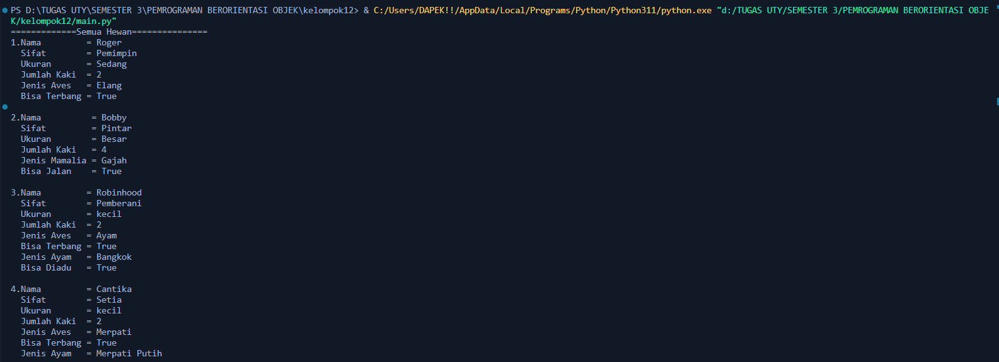 PS D:\TUGAS UTY\SEMESTER 3\PEMROGRAMAN BERORIENTASI OBJEK\kelompok12> & C:/Users/DAPEK!!/AppData/Local/Programs/Python/Python311/python.exe "d:/TUGAS UTY/SEMESTER 3/PEMROGRAMAN BERORIENTASI OBJE
K/kelompok12/main.py"
=============Semua Hewan===============
1.Nama         = Roger
  Sifat        = Pemimpin
  Ukuran       = Sedang
  Jumlah Kaki  = 2
  Jenis Aves   = Elang
  Bisa Terbang = True

2.Nama          = Bobby
  Sifat         = Pintar
  Ukuran        = Besar
  Jumlah Kaki   = 4
  Jenis Mamalia = Gajah
  Bisa Jalan    = True

3.Nama         = Robinhood
  Sifat        = Pemberani
  Ukuran       = kecil
  Jumlah Kaki  = 2
  Jenis Aves   = Ayam
  Bisa Terbang = True
  Jenis Ayam   = Bangkok
  Bisa Diadu   = True

4.Nama         = Cantika
  Sifat        = Setia
  Ukuran       = kecil
  Jumlah Kaki  = 2
  Jenis Aves   = Merpati
  Bisa Terbang = True
  Jenis Ayam   = Merpati Putih